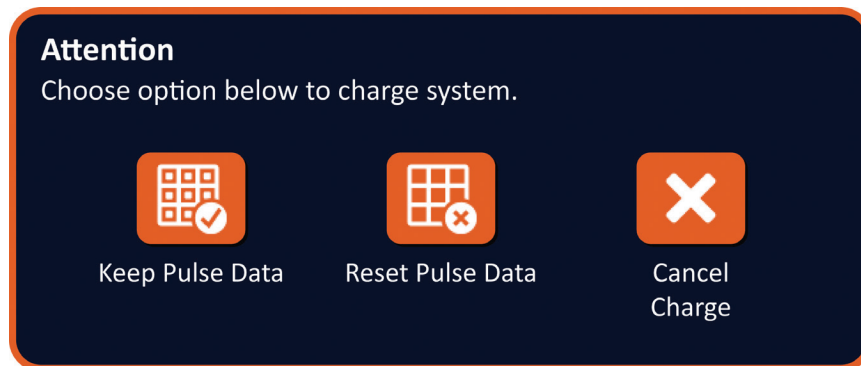 Attention
Choose option below to charge system.
Keep Pulse Data
Reset Pulse Data
Cancel
Charge